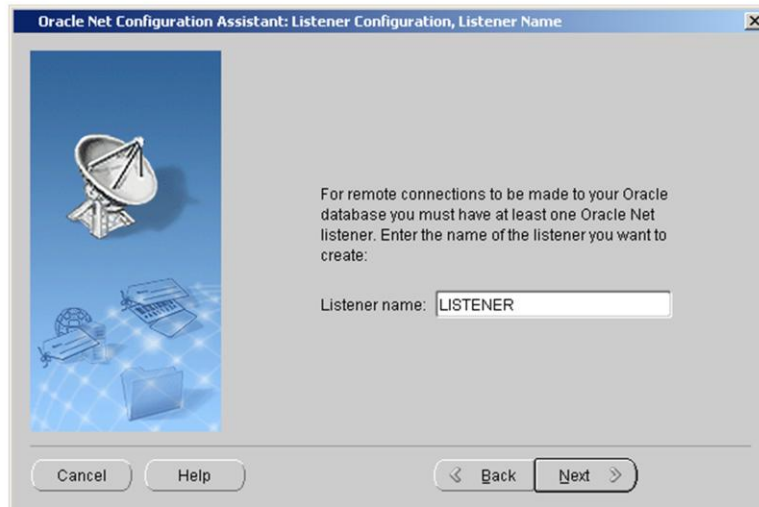 Oracle Net Configuration Assistant: Listener Configuration, Listener Name
For remote connections to be made to your Oracle
database you must have at least one Oracle Net
listener. Enter the name of the listener you want to
create:
Listener name: LISTENER
Cancel Help Back Next